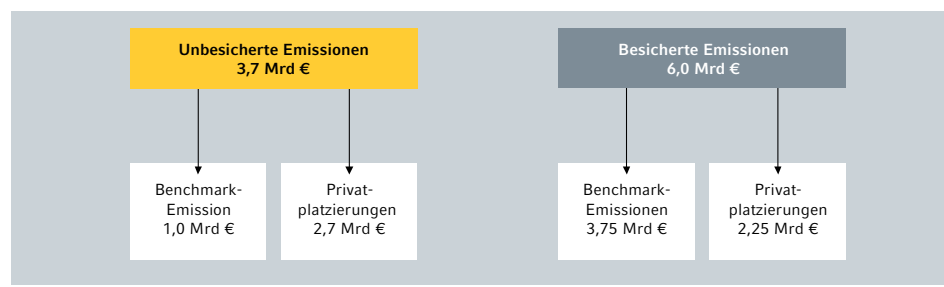 Unbesicherte Emissionen
3,7 Mrd €
Besicherte Emissionen
6,0 Mrd €
Benchmark-
Emission
1,0 Mrd €
Privat-
platzierungen
2,7 Mrd €
Benchmark-
Emissionen
3,75 Mrd €
Privat-
platzierungen
2,25 Mrd €